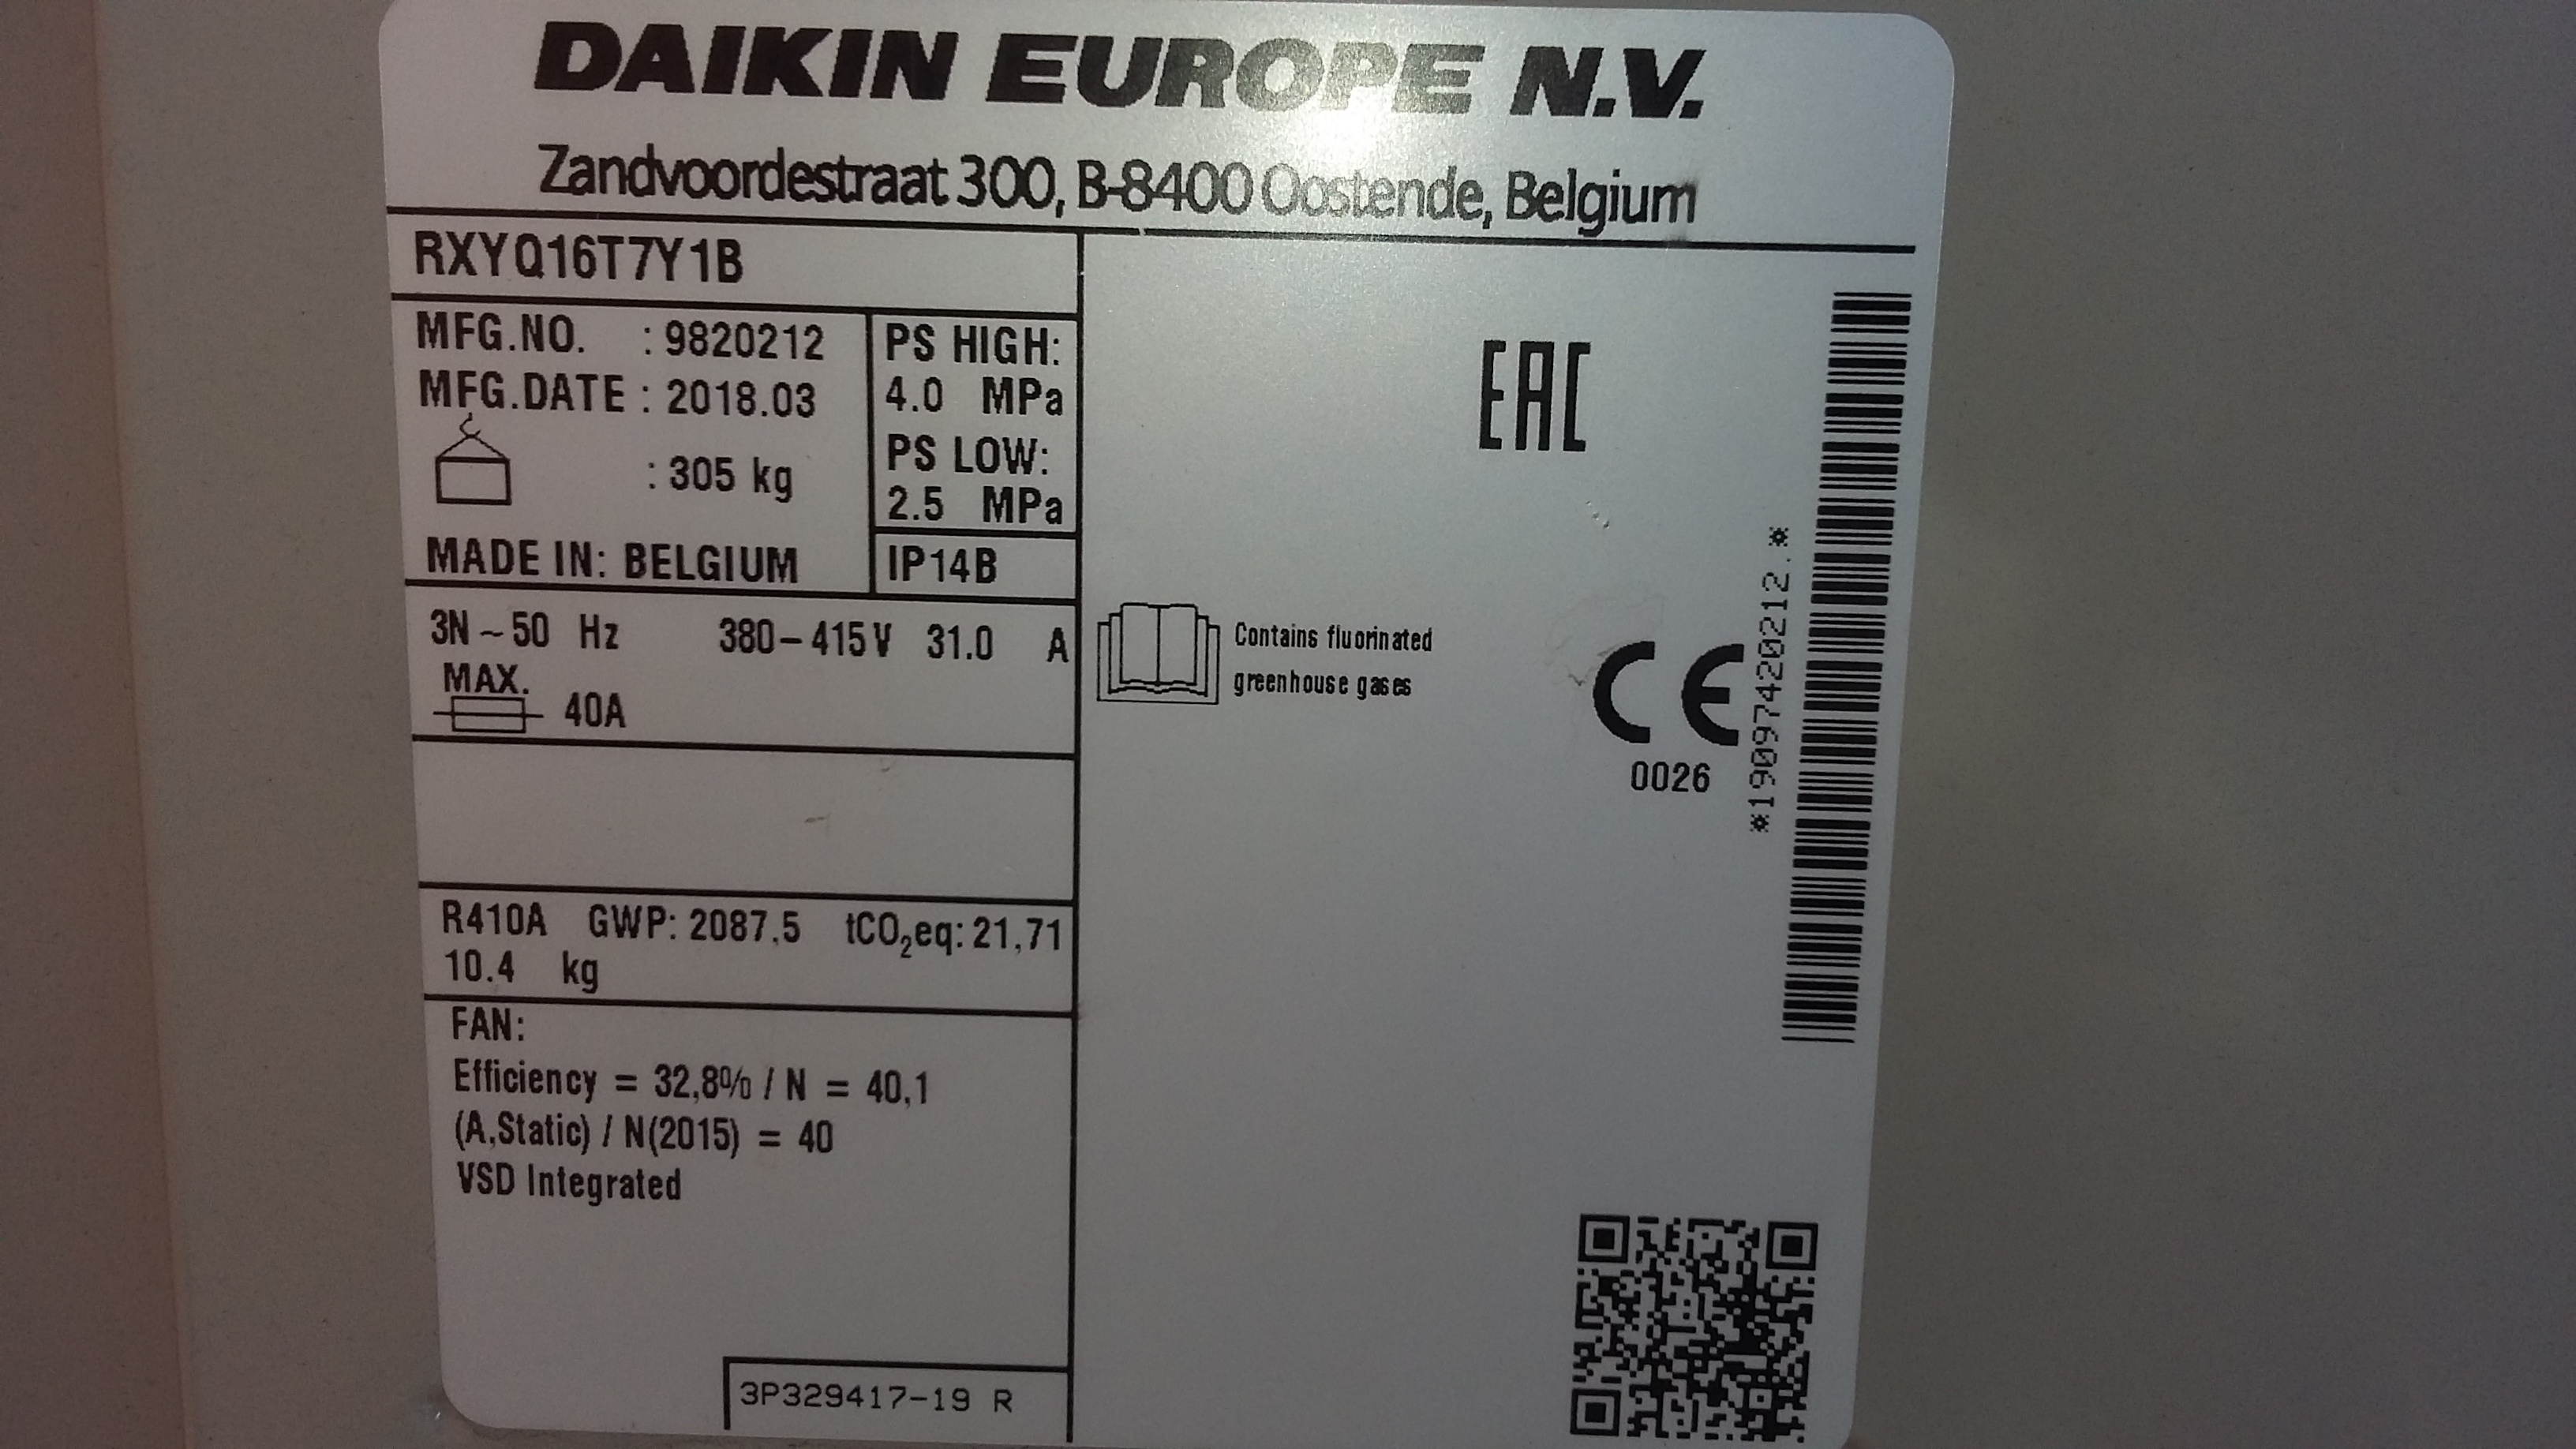 DAIKIN EUROPE N.V.
Zandvoordestraat 300, B-8400 Oostende, Belgium
RXYQ16T7Y1B
MFG.NO. : 9820212
MFG.DATE : 2018.03
: 305 kg
MADE IN: BELGIUM
PS HIGH:
4.0 MPa
PS LOW:
2.5 MPa
IP14B
3N ~ 50 Hz 380-415V 31.0 A
MAX.
40A
R410A GWP: 2087,5 tCO₂eq: 21,71
10.4 kg
FAN:
Efficiency = 32,8% / N = 40,1
(A,Static) / N(2015) = 40
VSD Integrated
3P329417-19 R
EAC
Contains fluorinated
greenhouse gases
CE
0026
*1909742​0212.*